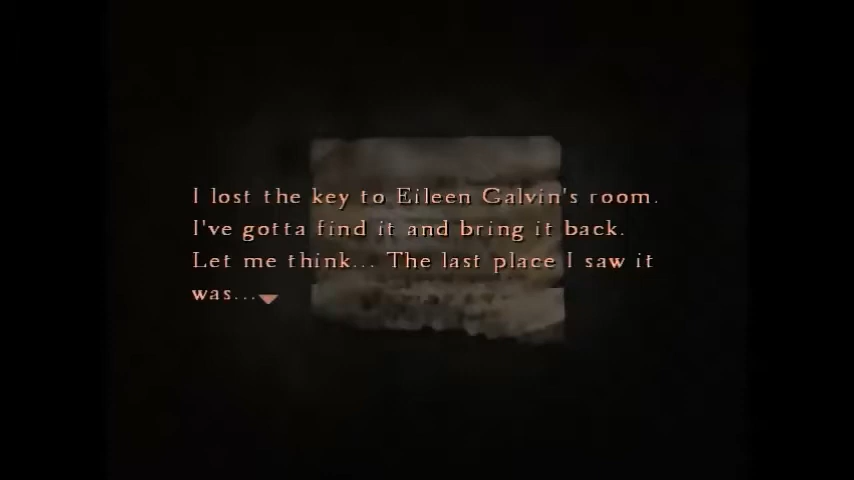 I lost the key to Eileen Galvin's room.
I've gotta find it and bring it back.
Let me think... The last place I saw it
was...